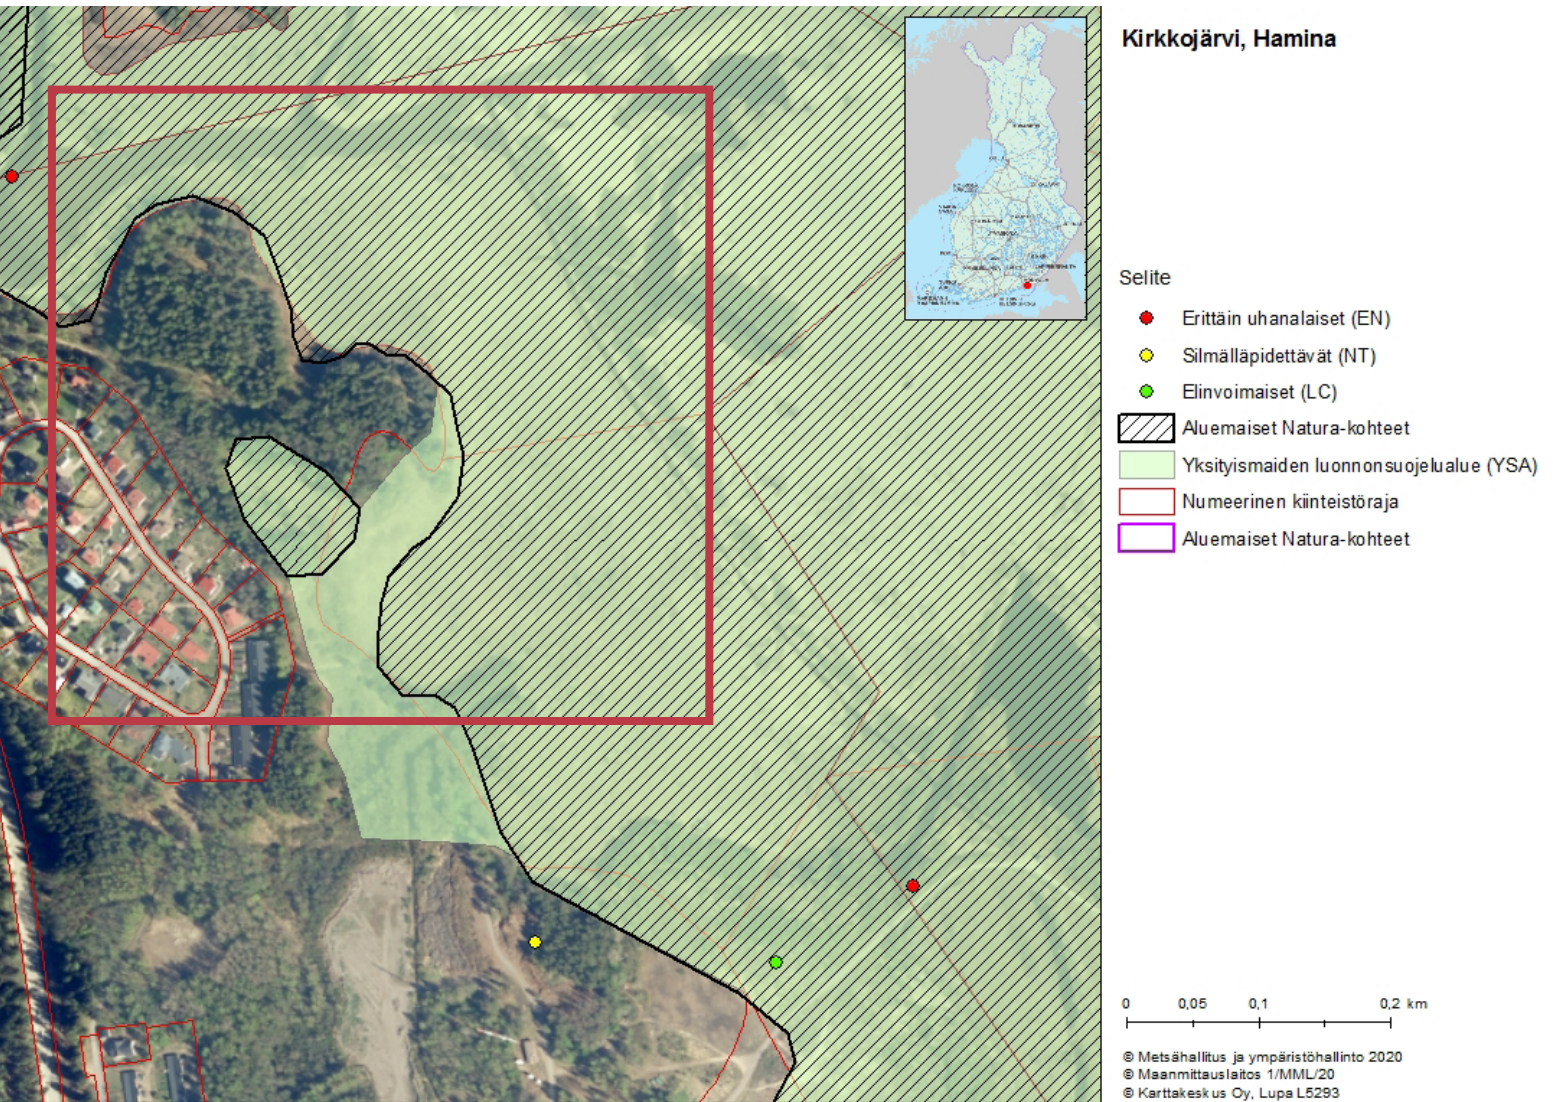 Kirkkojärvi, Hamina
Selite
Erittäin uhanalaiset (EN)
Silmälläpidettävät (NT)
Elinvoimaiset (LC)
Aluemaiset Natura-kohteet
Yksityismaiden luonnonsuojelualue (YSA)
Numeerinen kiinteistöraja
Aluemaiset Natura-kohteet
0 0,05 0,1 0,2 km
© Metsähallitus ja ympäristöhallinto 2020
© Maanmittauslaitos 1/MML/20
© Karttakeskus Oy, Lupa L5293